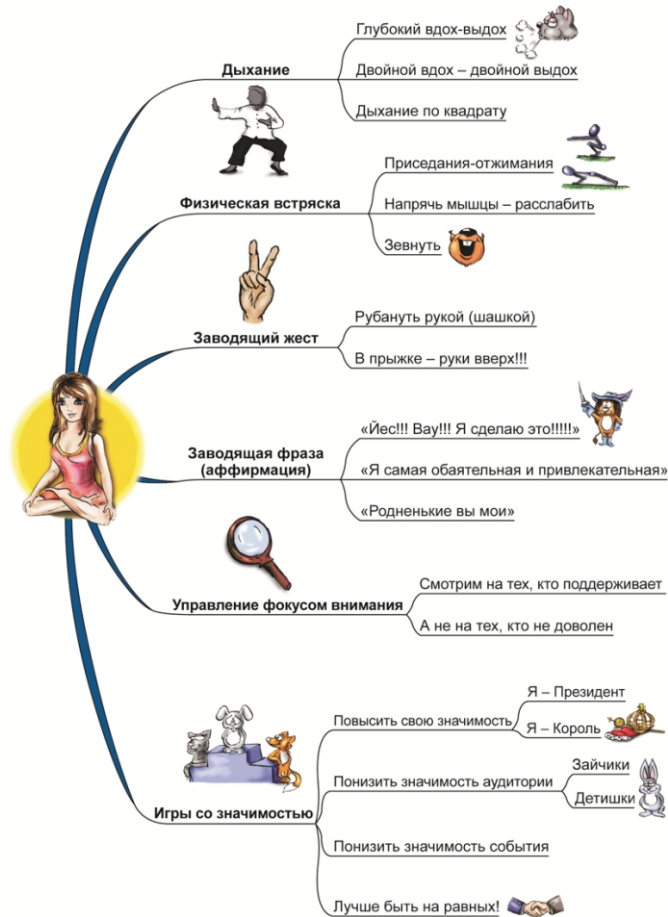 Дыхание
Глубокий вдох-выдох
Двойной вдох – двойной выдох
Дыхание по квадрату
Физическая встряска
Приседания-отжимания
Напрячь мышцы – расслабить
Зевнуть
Заводящий жест
Рубануть рукой (шашкой)
В прыжке – руки вверх!!!
Заводящая фраза
(аффирмация)
«Йес!!! Вау!!! Я сделаю это!!!!!»
«Я самая обаятельная и привлекательная»
«Родненькие вы мои»
Управление фокусом внимания
Смотрим на тех, кто поддерживает
А не на тех, кто не доволен
Игры со значимостью
Повысить свою значимость
Я – Президент
Я – Король
Понизить значимость аудитории
Зайчики
Детишки
Понизить значимость события
Лучше быть на равных!